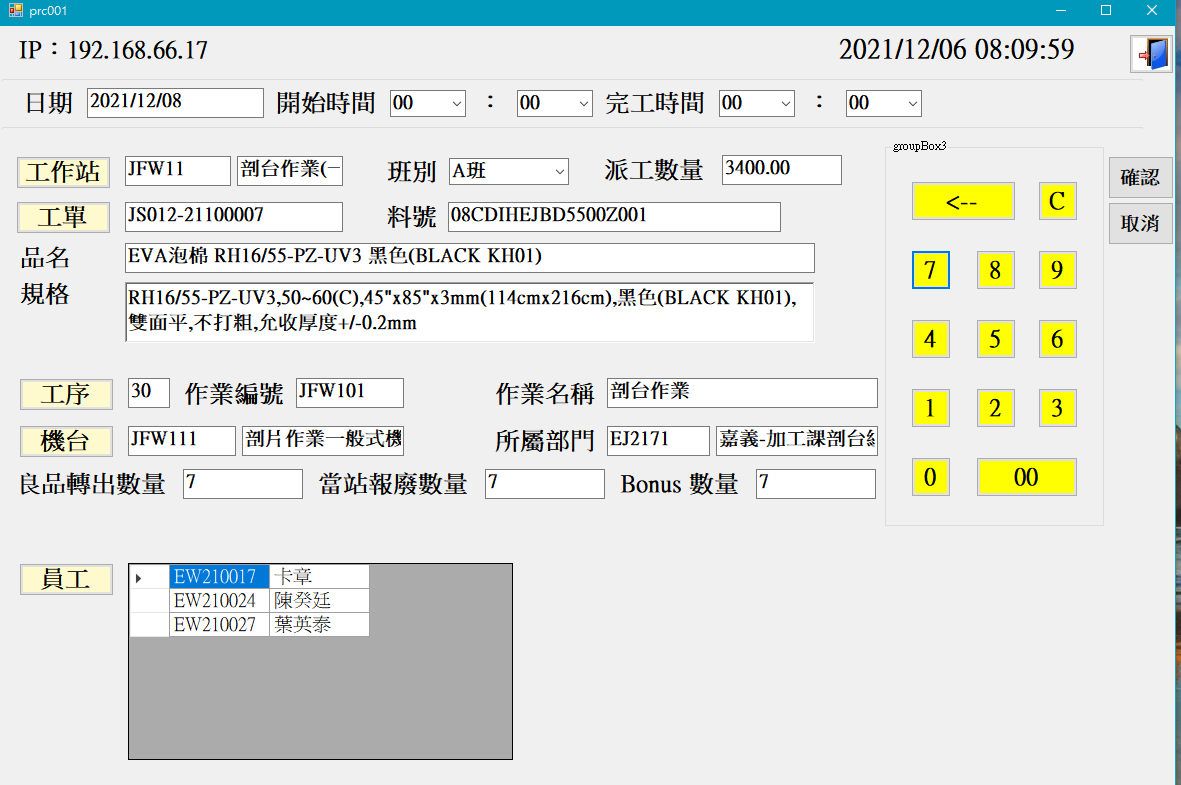 prc001
IP：192.168.66.17 2021/12/06 08:09:59
日期 2021/12/08 開始時間 00 : 00 完工時間 00 : 00
groupBox3
工作站 JFW11 剖台作業(一 班別 A班 派工數量 3400.00
工單 JS012-21100007 料號 08CDIHEJBD5500Z001
品名 EVA泡棉 RH16/55-PZ-UV3 黑色(BLACK KH01)
規格 RH16/55-PZ-UV3,50~60(C),45"x85"x3mm(114cmx216cm),黑色(BLACK KH01),
雙面平,不打粗,允收厚度+/-0.2mm
工序 30 作業編號 JFW101 作業名稱 剖台作業
機台 JFW111 剖片作業一般式機 所屬部門 EJ2171 嘉義-加工課剖台
良品轉出數量 7 當站報廢數量 7 Bonus 數量 7
<-- C
7 8 9
4 5 6
1 2 3
0 00
確認
取消
員工 EW210017 卡章
EW210024 陳癸廷
EW210027 葉英泰